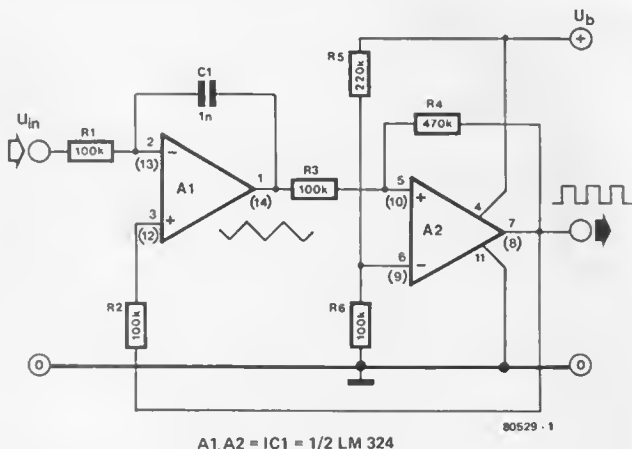 Ub
+
R5
220k
C1
1n
R4
470k
Uin
R1
100k
2
(13)
−
A1
1
(14)
R3
100k
5
(10)
+
4
A2
7
(8)
3
(12)
+
6
(9)
−
11
R2
100k
R6
100k
0
0
80529 - 1
A1, A2 = IC1 = 1/2 LM 324